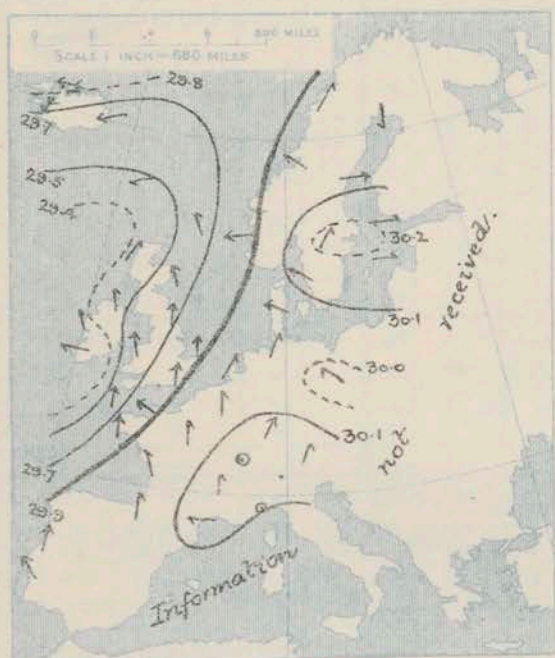 500 MILES
SCALE 1 INCH = 680 MILES
29.8
29.7
29.5
29.4
30.2
30.1
30.0
30.1
29.7
29.9
Information
not
received.